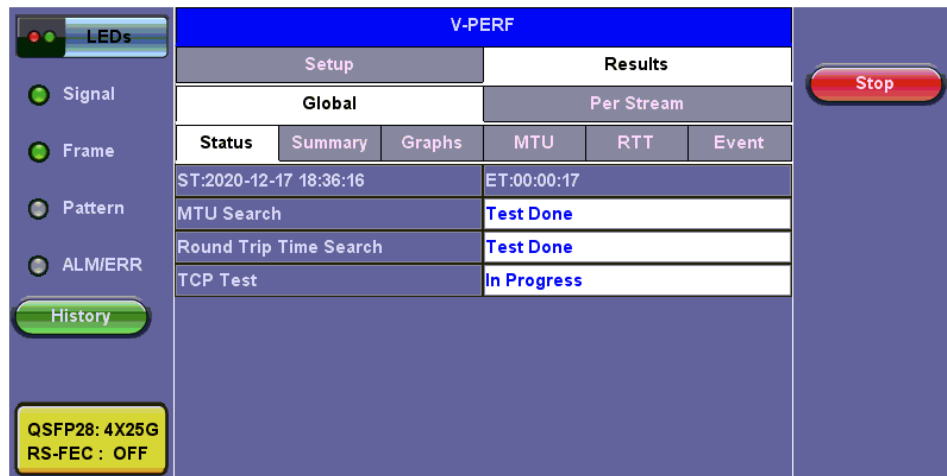 LEDs
V-PERF
Setup
Results
Signal
Global
Per Stream
Stop
Frame
Status
Summary
Graphs
MTU
RTT
Event
ST:2020-12-17 18:36:16
ET:00:00:17
Pattern
MTU Search
Test Done
Round Trip Time Search
Test Done
ALM/ERR
TCP Test
In Progress
History
QSFP28: 4X25G
RS-FEC : OFF